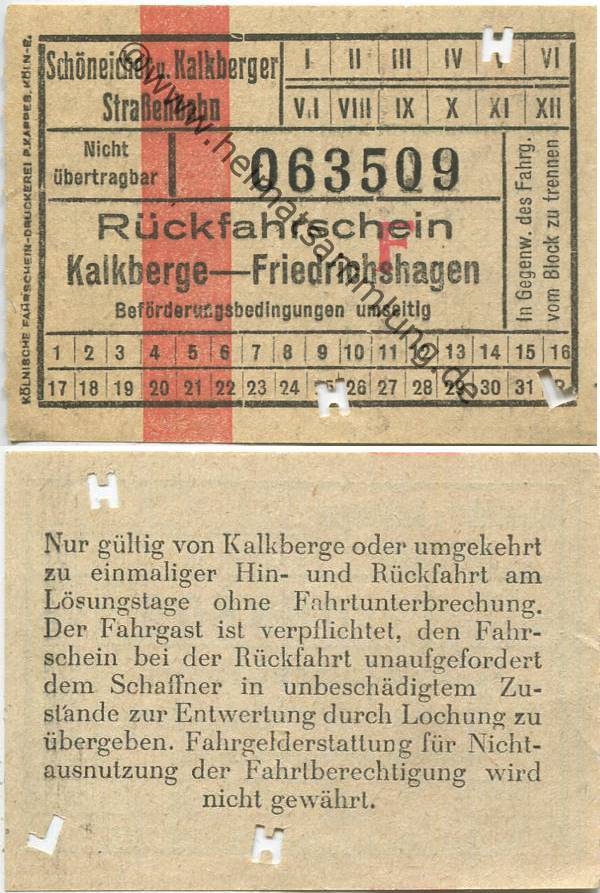 Schöneicher u. Kalkberger
Straßenbahn
I II III IV V VI
VII VIII IX X XI XII
Nicht
übertragbar
063509
Rückfahrschein
F
Kalkberge—Friedrichshagen
Beförderungsbedingungen umseitig
In Gegenw. des Fahrg.
vom Block zu trennen
1 2 3 4 5 6 7 8 9 10 11 12 13 14 15 16
17 18 19 20 21 22 23 24 25 26 27 28 29 30 31 R
KÖLNISCHE FAHRSCHEIN-DRUCKEREI P. KAPPES, KÖLN-E.
©www.heimatsammlung.de
Nur gültig von Kalkberge oder umgekehrt
zu einmaliger Hin- und Rückfahrt am
Lösungstage ohne Fahrtunterbrechung.
Der Fahrgast ist verpflichtet, den Fahr-
schein bei der Rückfahrt unaufgefordert
dem Schaffner in unbeschädigtem Zu-
stande zur Entwertung durch Lochung zu
übergeben. Fahrgelderstattung für Nicht-
ausnutzung der Fahrtberechtigung wird
nicht gewährt.